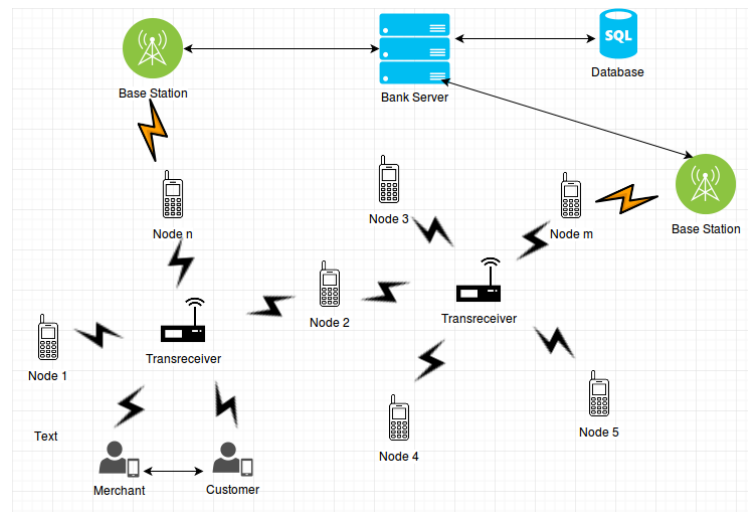 SQL
Database
Base Station
Bank Server
Node n
Node 3
Node m
Base Station
Node 2
Transreceiver
Node 1
Transreceiver
Text
Node 4
Node 5
Merchant
Customer